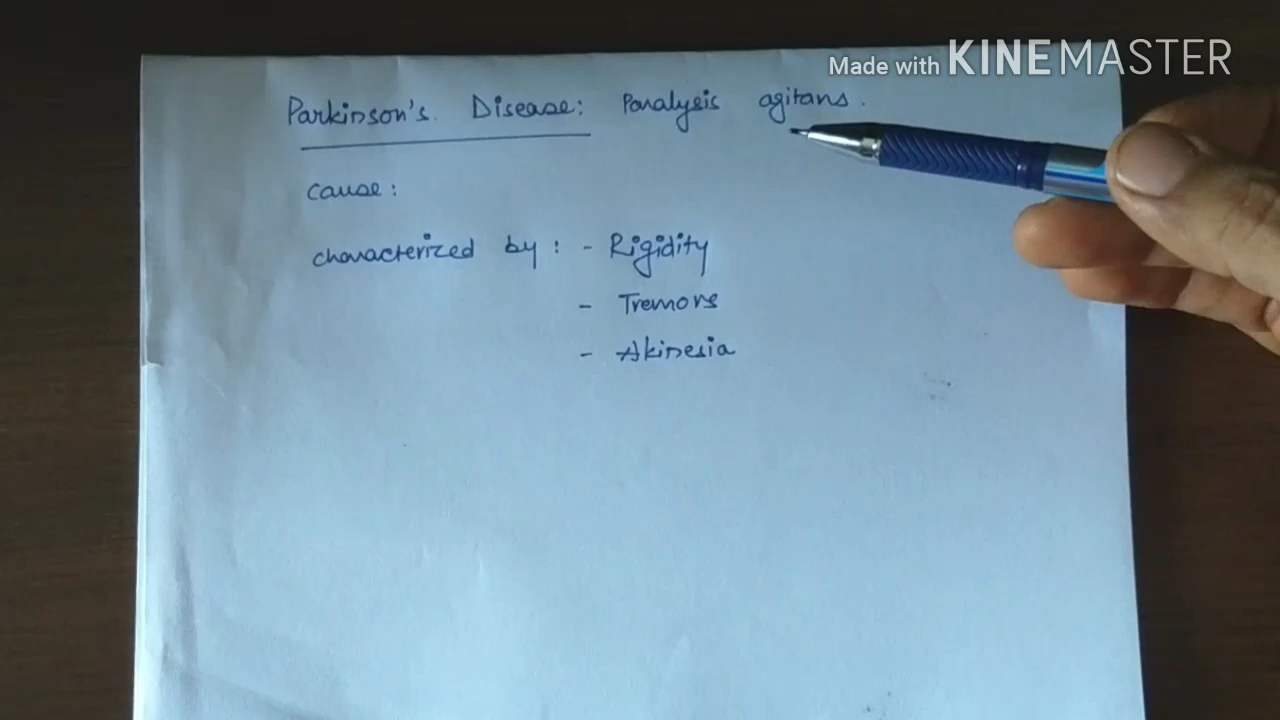 Made with KINEMASTER
Parkinson's. Disease: Paralysis agitans.
cause:
characterized by: - Rigidity
- Tremors
- Akinesia